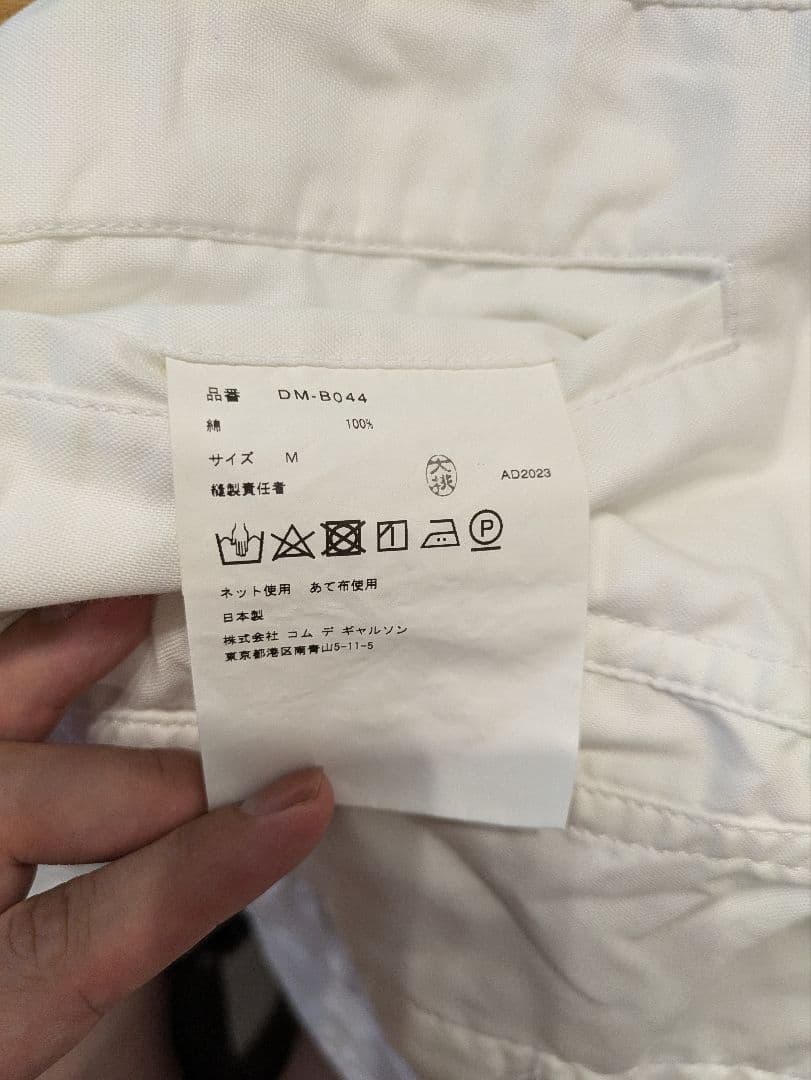 品番 DM-B044
綿 100%
サイズ M
縫製責任者 大桃 AD2023
P
ネット使用 あて布使用
日本製
株式会社 コム デ ギャルソン
東京都港区南青山5-11-5